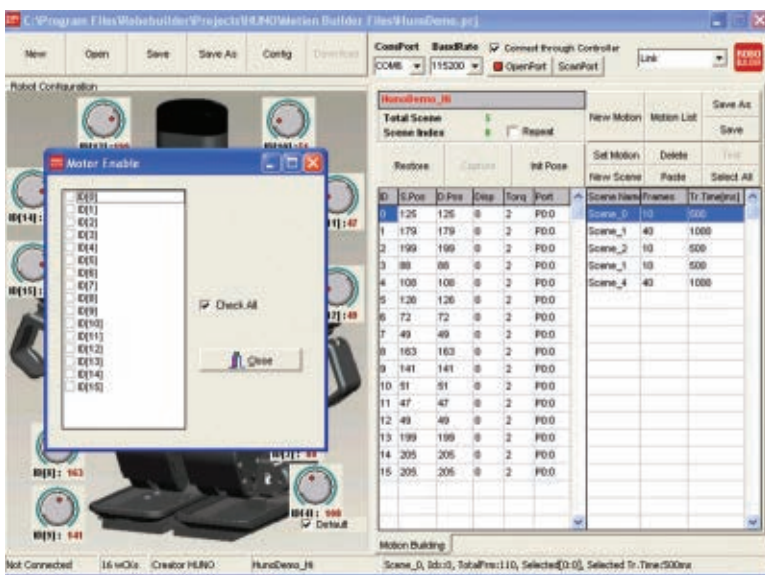 C:\Program Files\Robobuilder\Projects\HUNO\Motion Builder Files\HunoDemo.prj
New Open Save Save As Config Download
ComPort BaudRate Connect through Controller
COM6 115200 OpenPort ScanPort Link
ROBO BUILDER
Robot Configuration
HunoDemo_Hi
Total Scene 5
Scene Index 0 Repeat
New Motion Motion List Save As
Save
Restore Capture Init Pose
Set Motion Delete Test
New Scene Paste Select All
Motor Enable
ID[0]
ID[1]
ID[2]
ID[3]
ID[4]
ID[5]
ID[6]
ID[7]
ID[8]
ID[9]
ID[10]
ID[11]
ID[12]
ID[13]
ID[14]
ID[15]
Check All
Close
ID[14]:
ID[15]:
11]: 47
12]: 49
ID[8]: 163
ID[9]: 141
ID[4]: 108
Default
ID S.Pos D.Pos Disp Torq Port
0 125 125 0 2 P0:0
1 179 179 0 2 P0:0
2 199 199 0 2 P0:0
3 88 88 0 2 P0:0
4 108 108 0 2 P0:0
5 126 126 0 2 P0:0
6 72 72 0 2 P0:0
7 49 49 0 2 P0:0
8 163 163 0 2 P0:0
9 141 141 0 2 P0:0
10 51 51 0 2 P0:0
11 47 47 0 2 P0:0
12 49 49 0 2 P0:0
13 199 199 0 2 P0:0
14 205 205 0 2 P0:0
15 205 205 0 2 P0:0
Scene Name Frames Tr.Time[ms]
Scene_0 10 500
Scene_1 40 1000
Scene_2 10 500
Scene_1 10 500
Scene_4 40 1000
Motion Building
Not Connected 16 wCKs Creator HUNO HunoDemo_Hi Scene_0, Idx:0, TotalFrm:110, Selected[0:0], Selected Tr.Time:500ms